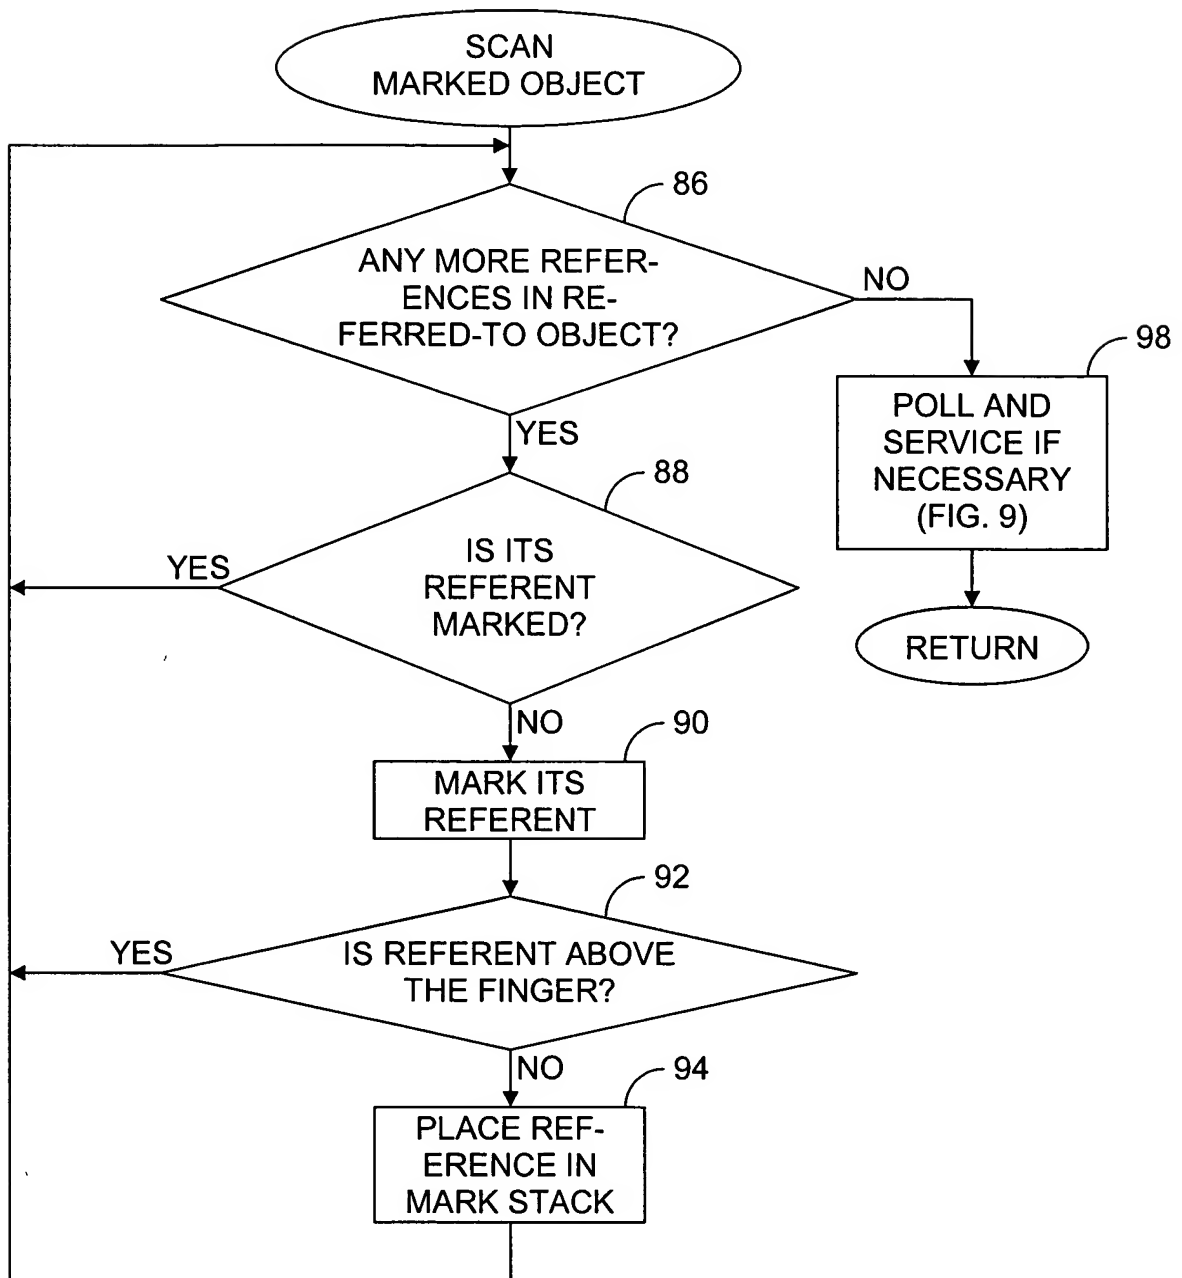 SCAN
MARKED OBJECT
86
ANY MORE REFER-
ENCES IN RE-
FERRED-TO OBJECT?
NO
98
POLL AND
SERVICE IF
NECESSARY
(FIG. 9)
RETURN
YES
88
IS ITS
REFERENT
MARKED?
YES
NO
90
MARK ITS
REFERENT
92
IS REFERENT ABOVE
THE FINGER?
YES
NO
94
PLACE REF-
ERENCE IN
MARK STACK